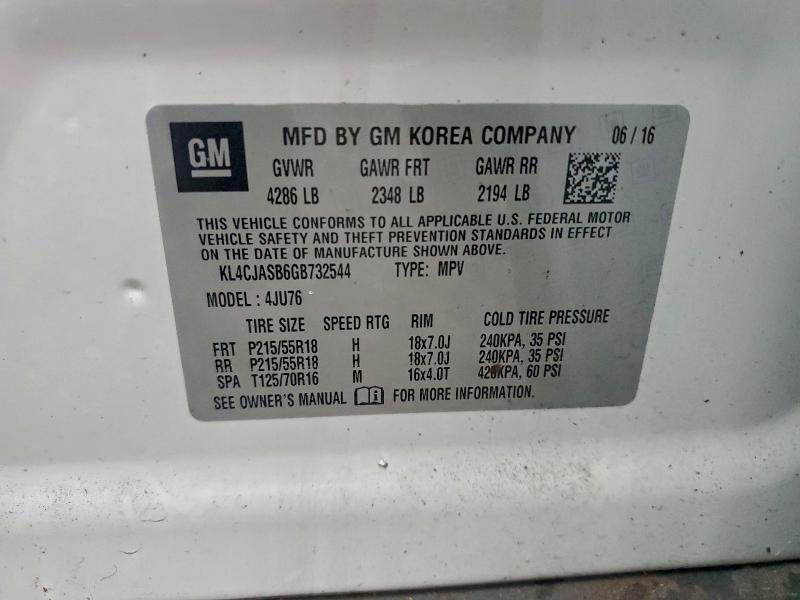 GM
MFD BY GM KOREA COMPANY 06 / 16
GVWR GAWR FRT GAWR RR
4286 LB 2348 LB 2194 LB
THIS VEHICLE CONFORMS TO ALL APPLICABLE U.S. FEDERAL MOTOR
VEHICLE SAFETY AND THEFT PREVENTION STANDARDS IN EFFECT
ON THE DATE OF MANUFACTURE SHOWN ABOVE.
KL4CJASB6GB732544 TYPE: MPV
MODEL : 4JU76
TIRE SIZE SPEED RTG RIM COLD TIRE PRESSURE
FRT P215/55R18 H 18x7.0J 240KPA, 35 PSI
RR P215/55R18 H 18x7.0J 240KPA, 35 PSI
SPA T125/70R16 M 16x4.0T 420KPA, 60 PSI
SEE OWNER'S MANUAL FOR MORE INFORMATION.